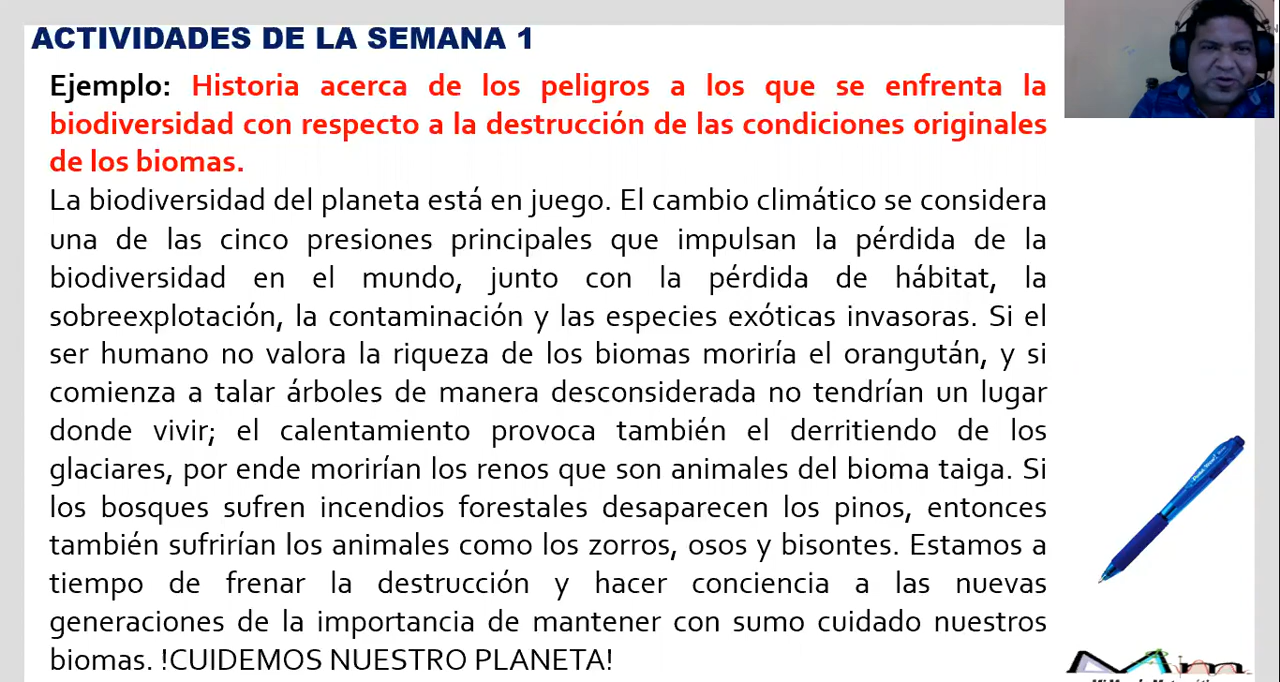 ACTIVIDADES DE LA SEMANA 1
Ejemplo: Historia acerca de los peligros a los que se enfrenta la
biodiversidad con respecto a la destrucción de las condiciones originales
de los biomas.
La biodiversidad del planeta está en juego. El cambio climático se considera
una de las cinco presiones principales que impulsan la pérdida de la
biodiversidad en el mundo, junto con la pérdida de hábitat, la
sobreexplotación, la contaminación y las especies exóticas invasoras. Si el
ser humano no valora la riqueza de los biomas moriría el orangután, y si
comienza a talar árboles de manera desconsiderada no tendrían un lugar
donde vivir; el calentamiento provoca también el derritiendo de los
glaciares, por ende morirían los renos que son animales del bioma taiga. Si
los bosques sufren incendios forestales desaparecen los pinos, entonces
también sufrirían los animales como los zorros, osos y bisontes. Estamos a
tiempo de frenar la destrucción y hacer conciencia a las nuevas
generaciones de la importancia de mantener con sumo cuidado nuestros
biomas. !CUIDEMOS NUESTRO PLANETA!